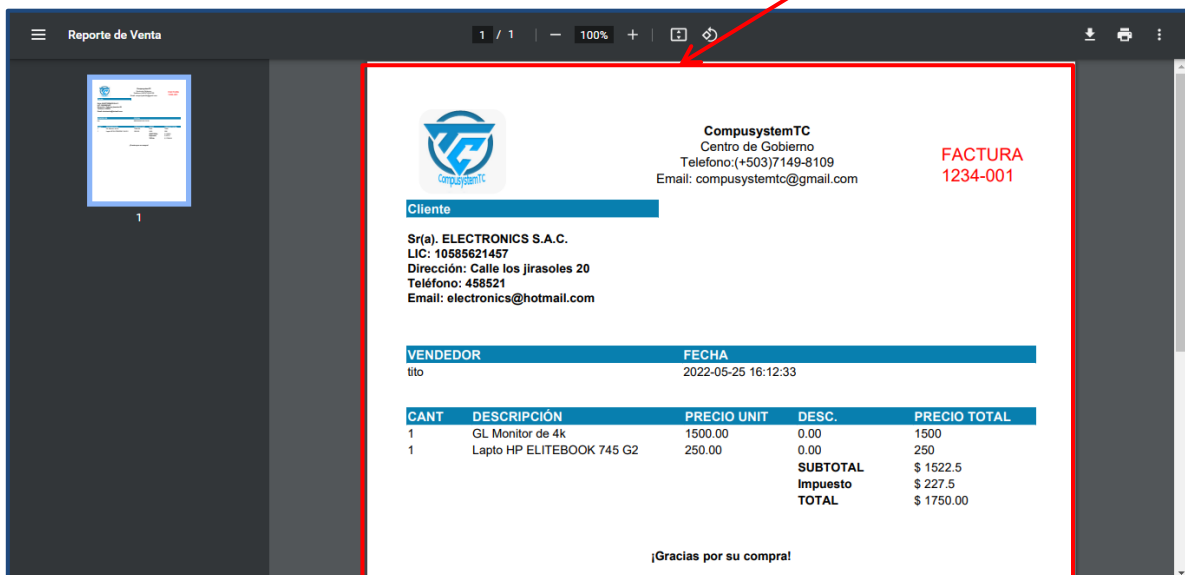 Reporte de Venta
1 / 1
100%
1
CompusystemTC
CompusystemTC
Centro de Gobierno
Telefono:(+503)7149-8109
Email: compusystemtc@gmail.com
FACTURA
1234-001
Cliente
Sr(a). ELECTRONICS S.A.C.
LIC: 10585621457
Dirección: Calle los jirasoles 20
Teléfono: 458521
Email: electronics@hotmail.com
VENDEDOR FECHA
tito 2022-05-25 16:12:33
CANT DESCRIPCIÓN PRECIO UNIT DESC. PRECIO TOTAL
1 GL Monitor de 4k 1500.00 0.00 1500
1 Lapto HP ELITEBOOK 745 G2 250.00 0.00 250
SUBTOTAL $ 1522.5
Impuesto $ 227.5
TOTAL $ 1750.00
¡Gracias por su compra!